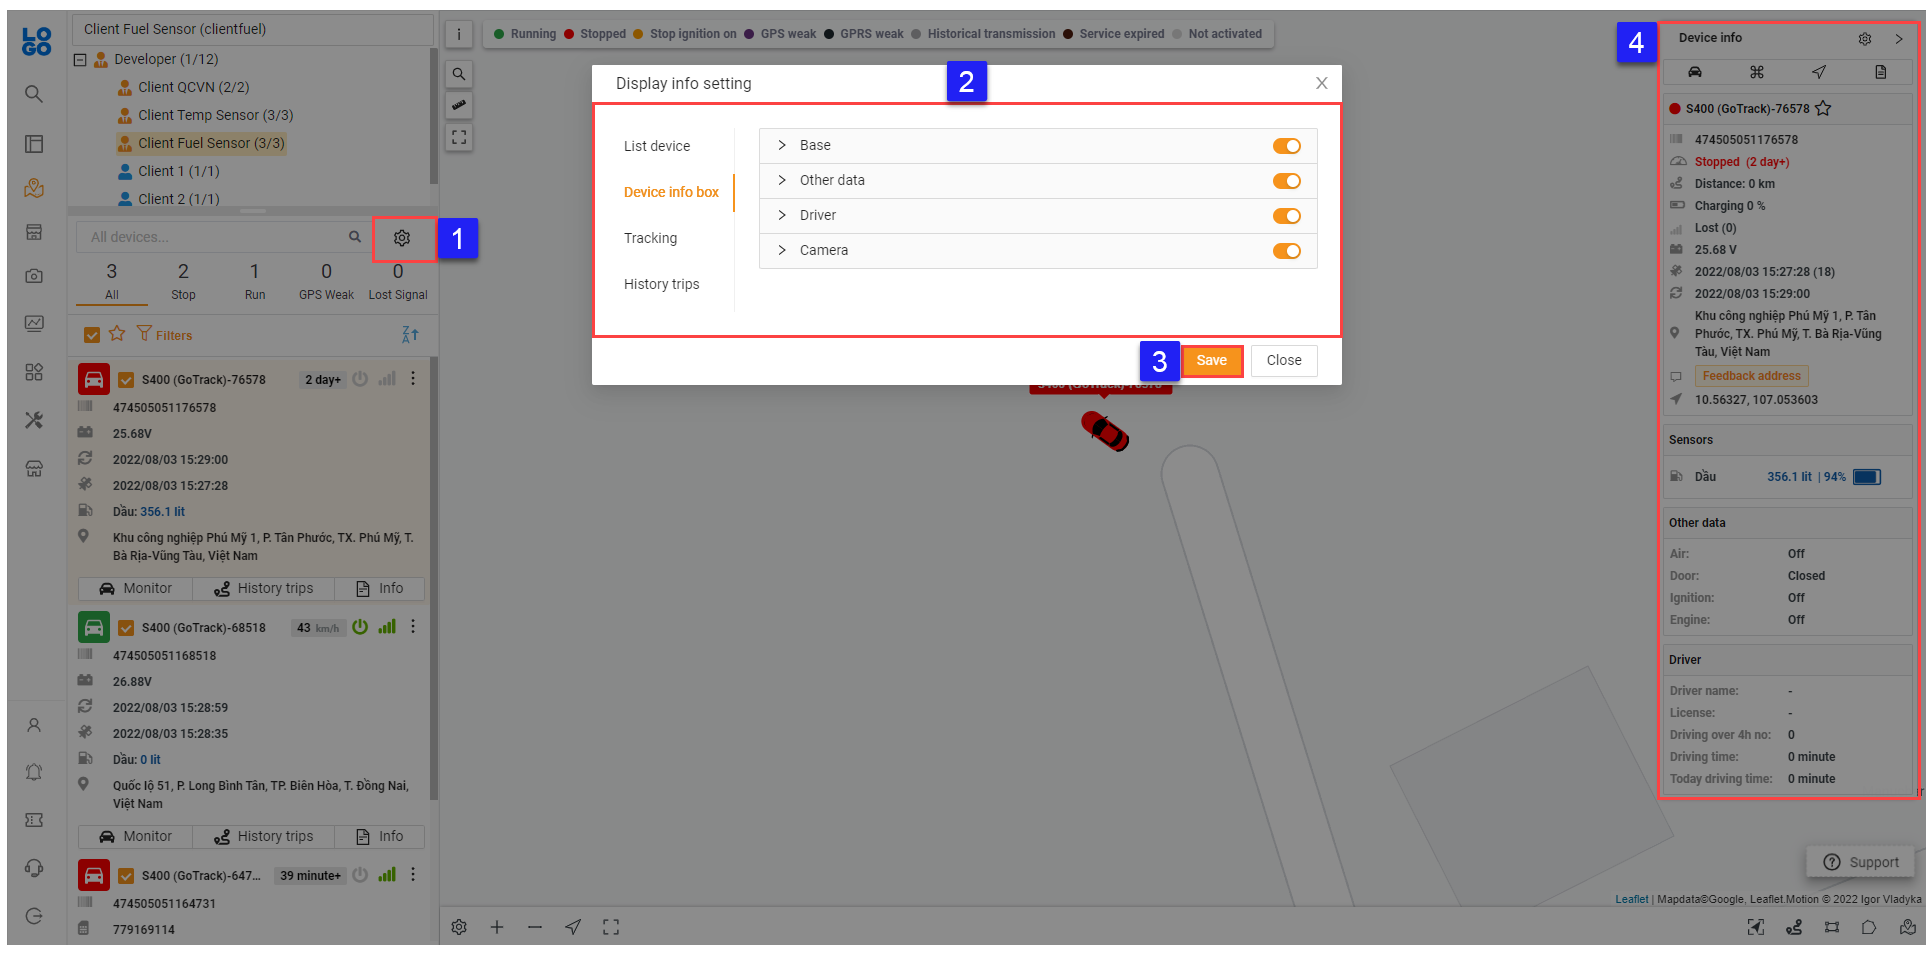 LO
GO
Client Fuel Sensor (clientfuel)
Developer (1/12)
Client QCVN (2/2)
Client Temp Sensor (3/3)
Client Fuel Sensor (3/3)
Client 1 (1/1)
Client 2 (1/1)
All devices...
1
3 2 1 0 0
All Stop Run GPS Weak Lost Signal
Filters
Z
A
S400 (GoTrack)-76578 2 day+
474505051176578
25.68V
2022/08/03 15:29:00
2022/08/03 15:27:28
Dầu: 356.1 lit
Khu công nghiệp Phú Mỹ 1, P. Tân Phước, TX. Phú Mỹ, T.
Bà Rịa-Vũng Tàu, Việt Nam
Monitor History trips Info
S400 (GoTrack)-68518 43 km/h
474505051168518
26.88V
2022/08/03 15:28:59
2022/08/03 15:28:35
Dầu: 0 lit
Quốc lộ 51, P. Long Bình Tân, TP. Biên Hòa, T. Đồng Nai,
Việt Nam
Monitor History trips Info
S400 (GoTrack)-647... 39 minute+
474505051164731
779169114
i
Running Stopped Stop ignition on GPS weak GPRS weak Historical transmission Service expired Not activated
Display info setting
2
X
List device
Device info box
Tracking
History trips
Base
Other data
Driver
Camera
3
Save
Close
S400 (GoTrack)-76578
4
Device info
S400 (GoTrack)-76578
474505051176578
Stopped (2 day+)
Distance: 0 km
Charging 0 %
Lost (0)
25.68 V
2022/08/03 15:27:28 (18)
2022/08/03 15:29:00
Khu công nghiệp Phú Mỹ 1, P. Tân
Phước, TX. Phú Mỹ, T. Bà Rịa-Vũng
Tàu, Việt Nam
Feedback address
10.56327, 107.053603
Sensors
Dầu 356.1 lit | 94%
Other data
Air: Off
Door: Closed
Ignition: Off
Engine: Off
Driver
Driver name: -
License: -
Driving over 4h no: 0
Driving time: 0 minute
Today driving time: 0 minute
Support
Leaflet | Mapdata©Google, Leaflet.Motion © 2022 Igor Vladyka